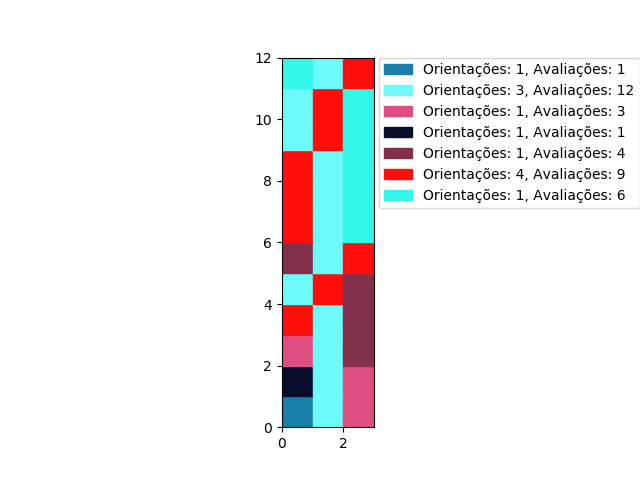 12
10
8
6
4
2
0
0 2
Orientações: 1, Avaliações: 1
Orientações: 3, Avaliações: 12
Orientações: 1, Avaliações: 3
Orientações: 1, Avaliações: 1
Orientações: 1, Avaliações: 4
Orientações: 4, Avaliações: 9
Orientações: 1, Avaliações: 6